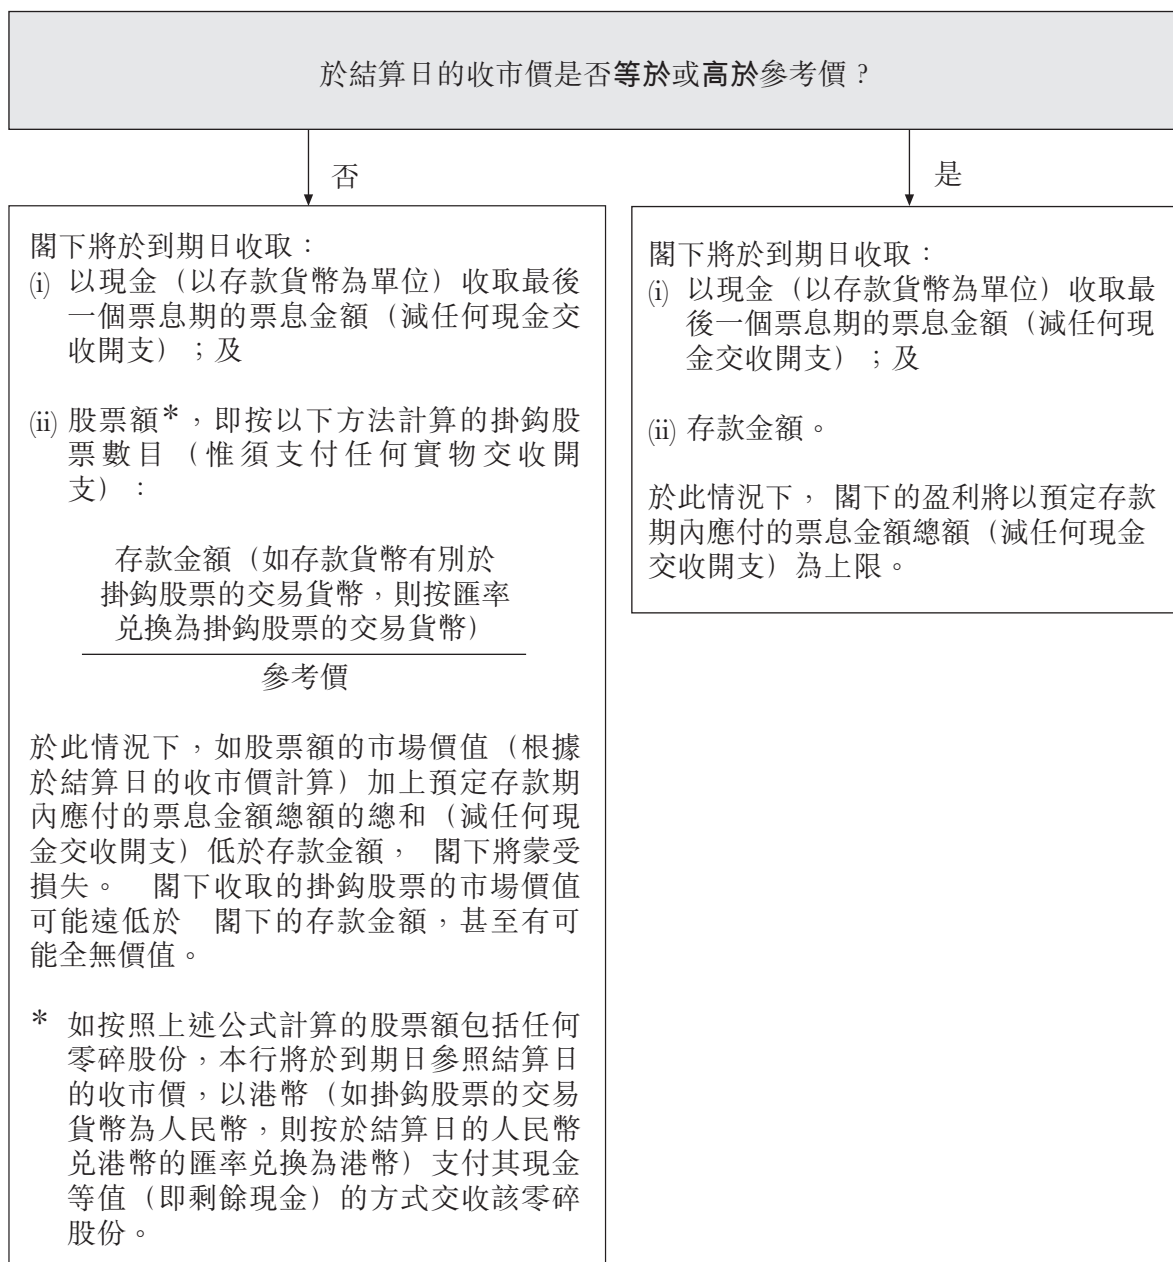 於結算日的收市價是否等於或高於參考價？
否
閣下將於到期日收取：
(i) 以現金（以存款貨幣為單位）收取最後
一個票息期的票息金額（減任何現金交
收開支）；及
(ii) 股票額*，即按以下方法計算的掛鈎股
票數目（惟須支付任何實物交收開
支）：
存款金額（如存款貨幣有別於
掛鈎股票的交易貨幣，則按匯率
兌換為掛鈎股票的交易貨幣）
參考價
於此情況下，如股票額的市場價值（根據
於結算日的收市價計算）加上預定存款期
內應付的票息金額總額的總和（減任何現
金交收開支）低於存款金額， 閣下將蒙受
損失。 閣下收取的掛鈎股票的市場價值
可能遠低於 閣下的存款金額，甚至有可
能全無價值。
* 如按照上述公式計算的股票額包括任何
零碎股份，本行將於到期日參照結算日
的收市價，以港幣（如掛鈎股票的交易
貨幣為人民幣，則按於結算日的人民幣
兌港幣的匯率兌換為港幣）支付其現金
等值（即剩餘現金）的方式交收該零碎
股份。
是
閣下將於到期日收取：
(i) 以現金（以存款貨幣為單位）收取最
後一個票息期的票息金額（減任何現
金交收開支）；及
(ii) 存款金額。
於此情況下， 閣下的盈利將以預定存款
期內應付的票息金額總額（減任何現金
交收開支）為上限。